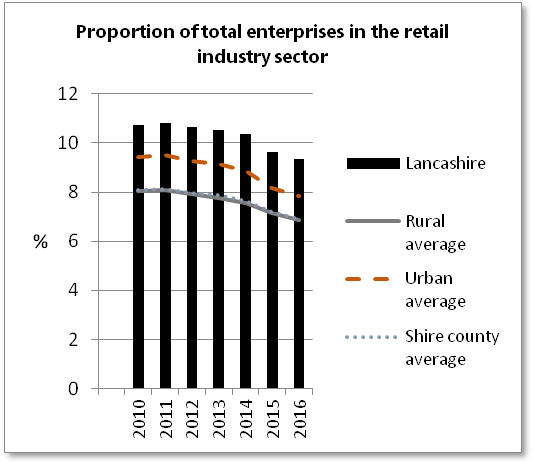 Proportion of total enterprises in the retail
industry sector
12
10
8
6
4
2
0
%
2010
2011
2012
2013
2014
2015
2016
Lancashire
Rural
average
Urban
average
Shire county
average